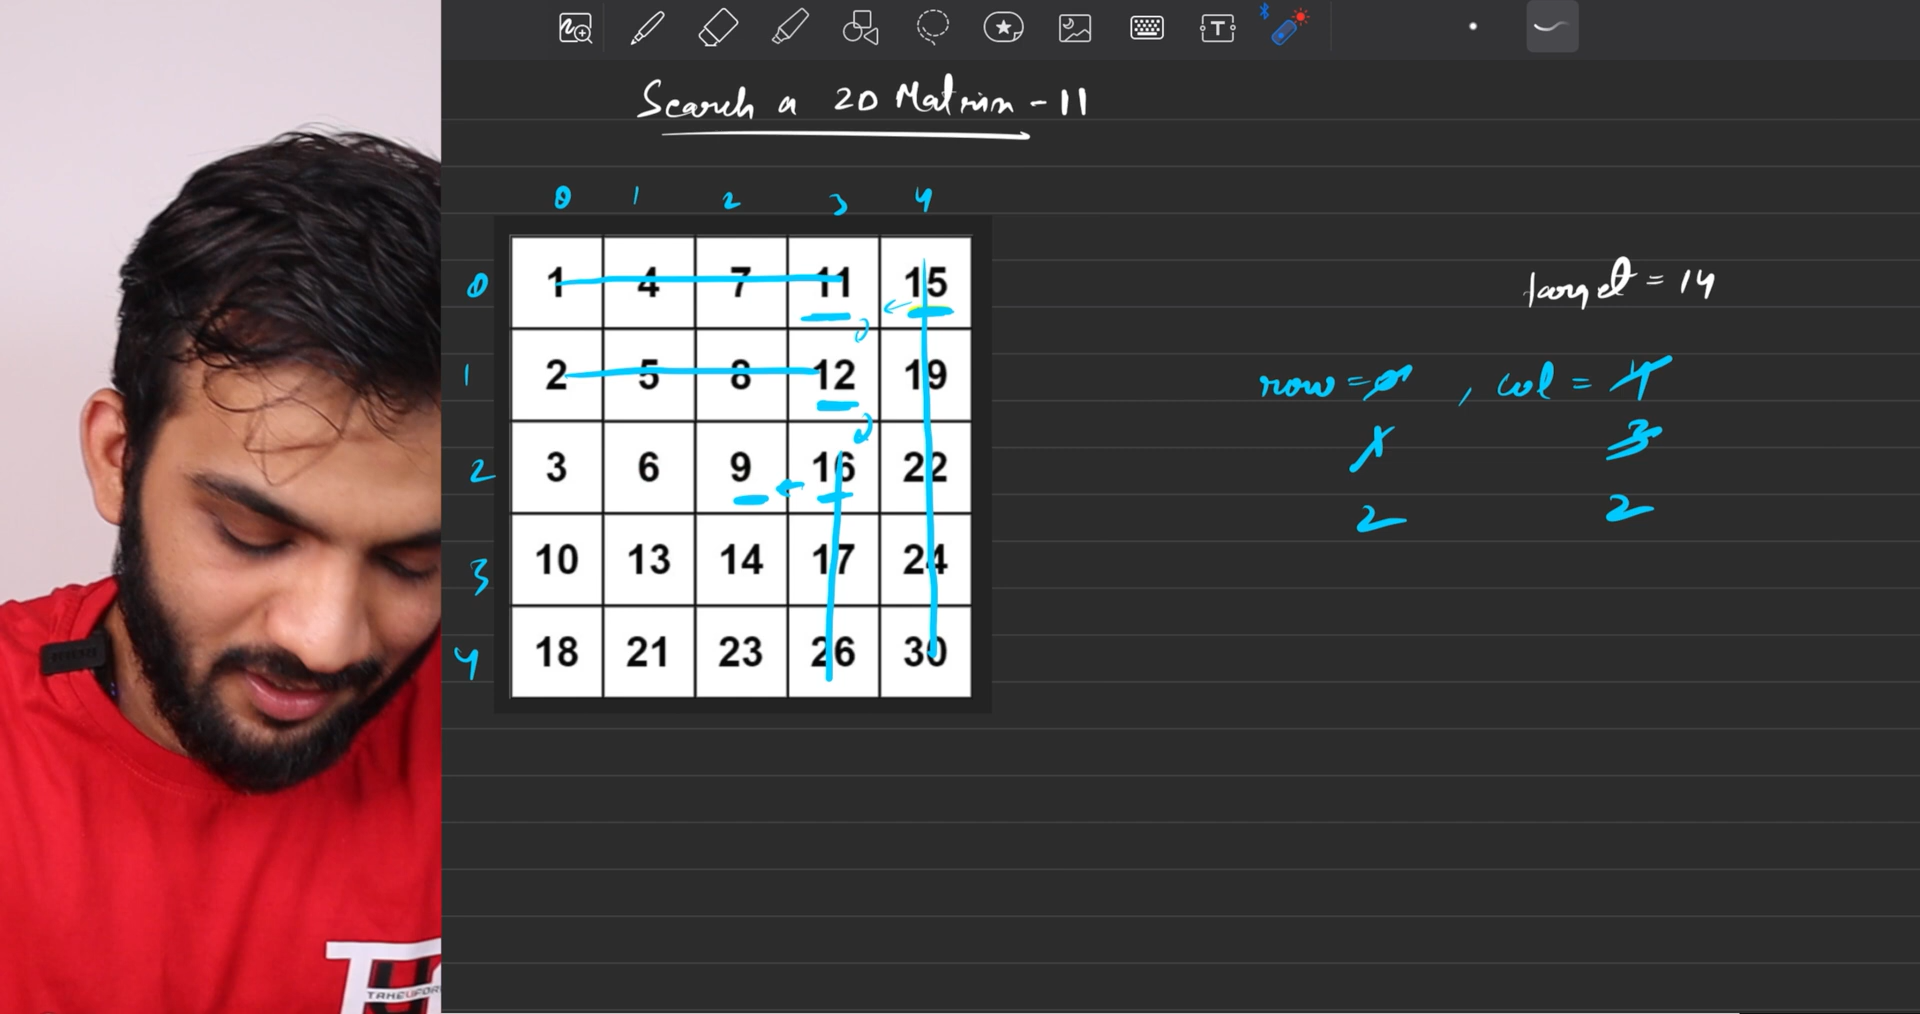 Search a 2D Matrix - II
0 1 2 3 4
0 1 4 7 11 15
1 2 5 8 12 19
2 3 6 9 16 22
3 10 13 14 17 24
4 18 21 23 26 30
target = 14
row = 0 , col = 4
1 3
2 2
T